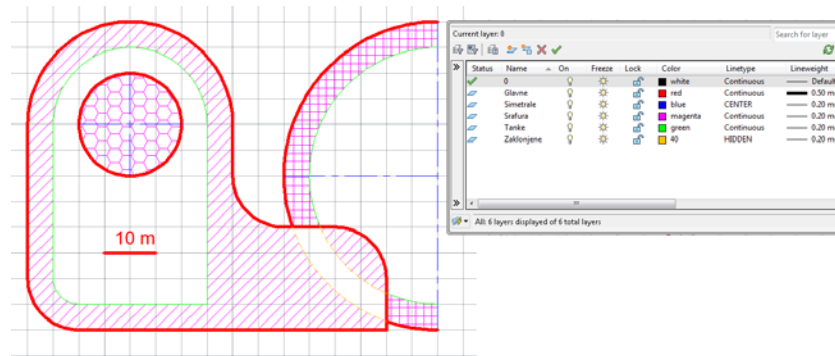 Current layer: 0
Search for layer
Status Name On Freeze Lock Color Linetype Lineweight
0 white Continuous Default
Glavne red Continuous 0.50 m
Simetrale blue CENTER 0.20 m
Srafura magenta Continuous 0.20 m
Tanke green Continuous 0.20 m
Zaklonjene 40 HIDDEN 0.20 m
All: 6 layers displayed of 6 total layers
10 m